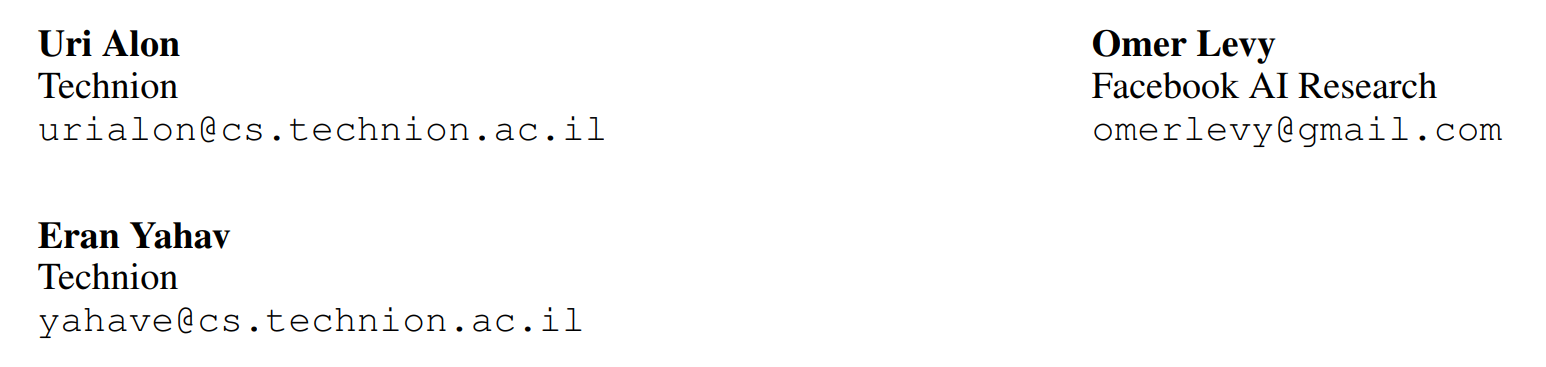 Uri Alon
Technion
urialon@cs.technion.ac.il
Omer Levy
Facebook AI Research
omerlevy@gmail.com
Eran Yahav
Technion
yahave@cs.technion.ac.il